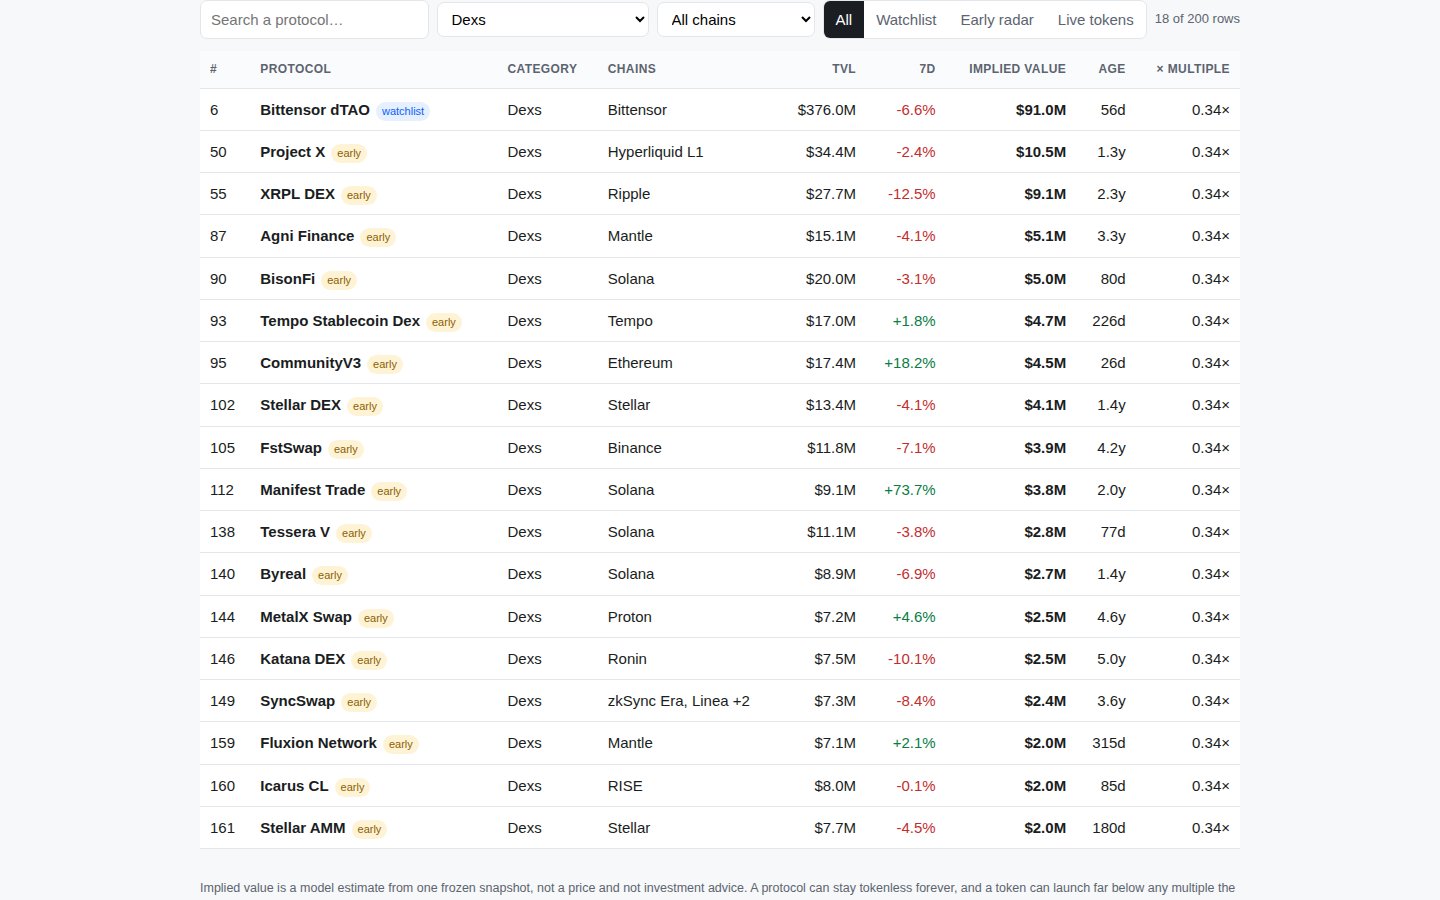 Search a protocol… Dexs All chains All Watchlist Early radar Live tokens 18 of 200 rows
# PROTOCOL CATEGORY CHAINS TVL 7D IMPLIED VALUE AGE × MULTIPLE
6 Bittensor dTAO watchlist Dexs Bittensor $376.0M -6.6% $91.0M 56d 0.34×
50 Project X early Dexs Hyperliquid L1 $34.4M -2.4% $10.5M 1.3y 0.34×
55 XRPL DEX early Dexs Ripple $27.7M -12.5% $9.1M 2.3y 0.34×
87 Agni Finance early Dexs Mantle $15.1M -4.1% $5.1M 3.3y 0.34×
90 BisonFi early Dexs Solana $20.0M -3.1% $5.0M 80d 0.34×
93 Tempo Stablecoin Dex early Dexs Tempo $17.0M +1.8% $4.7M 226d 0.34×
95 CommunityV3 early Dexs Ethereum $17.4M +18.2% $4.5M 26d 0.34×
102 Stellar DEX early Dexs Stellar $13.4M -4.1% $4.1M 1.4y 0.34×
105 FstSwap early Dexs Binance $11.8M -7.1% $3.9M 4.2y 0.34×
112 Manifest Trade early Dexs Solana $9.1M +73.7% $3.8M 2.0y 0.34×
138 Tessera V early Dexs Solana $11.1M -3.8% $2.8M 77d 0.34×
140 Byreal early Dexs Solana $8.9M -6.9% $2.7M 1.4y 0.34×
144 MetalX Swap early Dexs Proton $7.2M +4.6% $2.5M 4.6y 0.34×
146 Katana DEX early Dexs Ronin $7.5M -10.1% $2.5M 5.0y 0.34×
149 SyncSwap early Dexs zkSync Era, Linea +2 $7.3M -8.4% $2.4M 3.6y 0.34×
159 Fluxion Network early Dexs Mantle $7.1M +2.1% $2.0M 315d 0.34×
160 Icarus CL early Dexs RISE $8.0M -0.1% $2.0M 85d 0.34×
161 Stellar AMM early Dexs Stellar $7.7M -4.5% $2.0M 180d 0.34×
Implied value is a model estimate from one frozen snapshot, not a price and not investment advice. A protocol can stay tokenless forever, and a token can launch far below any multiple the